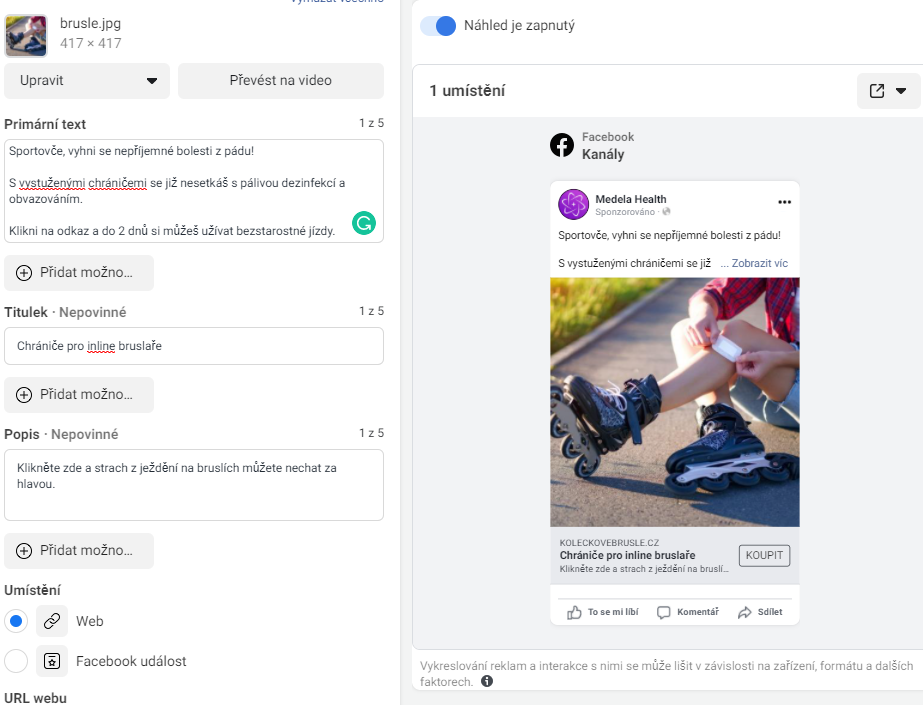 Vymazat všechno
brusle.jpg
417 × 417
Upravit
Převést na video
Primární text
1 z 5
Sportovče, vyhni se nepříjemné bolesti z pádu!
S vystuženými chráničemi se již nesetkáš s pálivou dezinfekcí a
obvazováním.
Klikni na odkaz a do 2 dnů si můžeš užívat bezstarostné jízdy.
Přidat možno...
Titulek · Nepovinné
1 z 5
Chrániče pro inline bruslaře
Přidat možno...
Popis · Nepovinné
1 z 5
Klikněte zde a strach z ježdění na bruslích můžete nechat za
hlavou.
Přidat možno...
Umístění
Web
Facebook událost
URL webu
Náhled je zapnutý
1 umístění
Facebook
Kanály
Medela Health
Sponzorováno ·
Sportovče, vyhni se nepříjemné bolesti z pádu!
S vystuženými chráničemi se již ... Zobrazit víc
KOLECKOVEBRUSLE.CZ
Chrániče pro inline bruslaře
Klikněte zde a strach z ježdění na bruslí...
KOUPIT
To se mi líbí
Komentář
Sdílet
Vykreslování reklam a interakce s nimi se může lišit v závislosti na zařízení, formátu a dalších
faktorech.